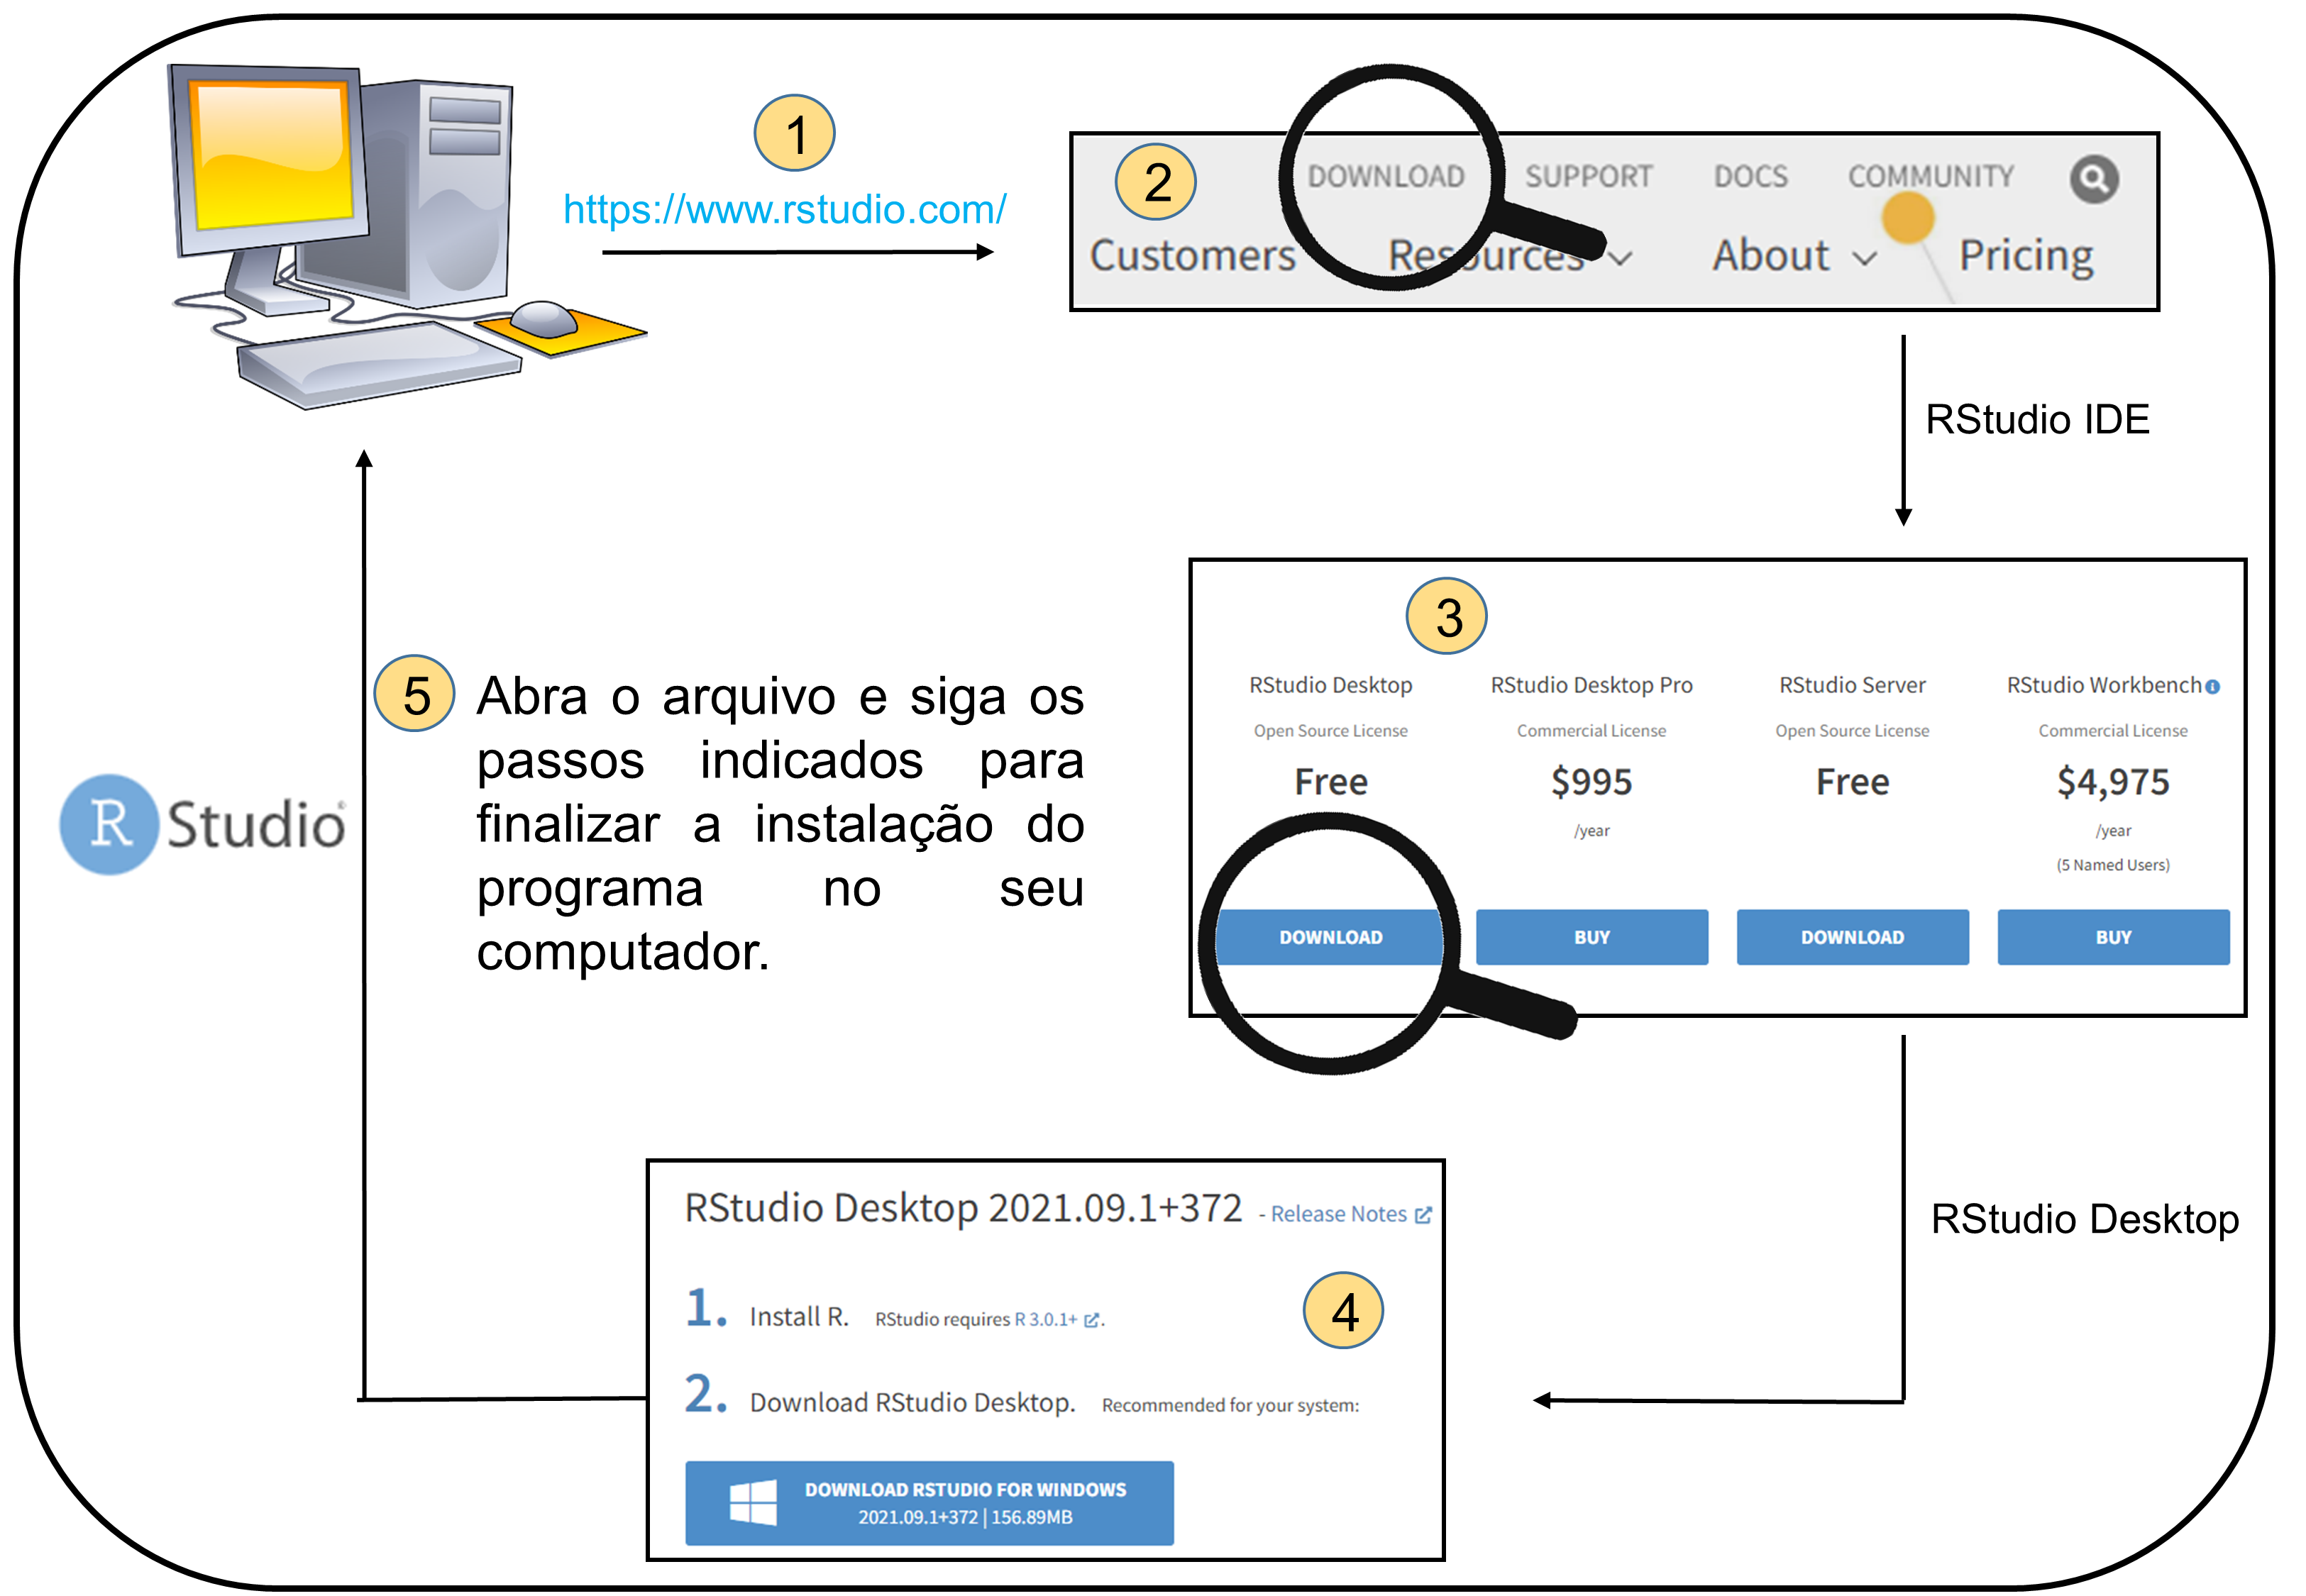 1
https://www.rstudio.com/
2
DOWNLOAD SUPPORT DOCS COMMUNITY
Customers Resources About Pricing
RStudio IDE
3
RStudio Desktop RStudio Desktop Pro RStudio Server RStudio Workbench
Open Source License Commercial License Open Source License Commercial License
Free $995 Free $4,975
/year /year
(5 Named Users)
DOWNLOAD BUY DOWNLOAD BUY
RStudio Desktop
RStudio Desktop 2021.09.1+372 - Release Notes
4
1. Install R. RStudio requires R 3.0.1+ .
2. Download RStudio Desktop. Recommended for your system:
DOWNLOAD RSTUDIO FOR WINDOWS
2021.09.1+372 | 156.89MB
5 Abra o arquivo e siga os
passos indicados para
finalizar a instalação do
programa no seu
computador.
R Studio